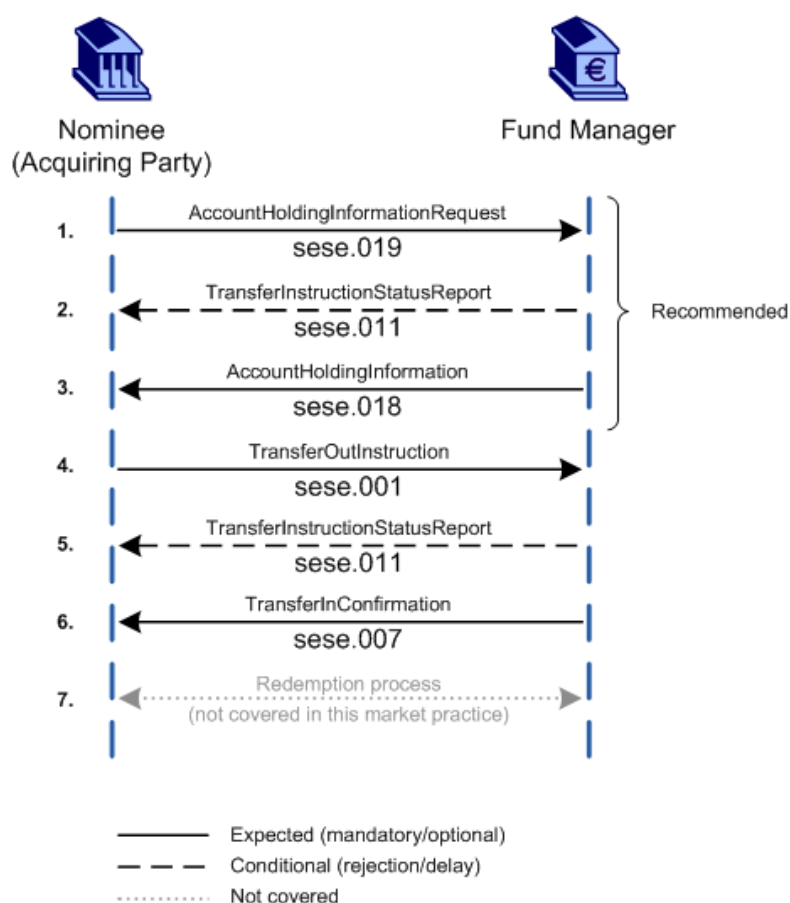 €
Nominee
(Acquiring Party)
Fund Manager
1.
AccountHoldingInformationRequest
sese.019
2.
TransferInstructionStatusReport
sese.011
Recommended
3.
AccountHoldingInformation
sese.018
4.
TransferOutInstruction
sese.001
5.
TransferInstructionStatusReport
sese.011
6.
TransferInConfirmation
sese.007
7.
Redemption process
(not covered in this market practice)
Expected (mandatory/optional)
Conditional (rejection/delay)
Not covered